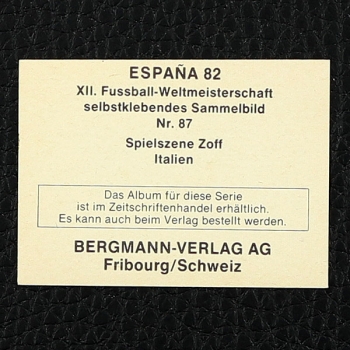 ESPAÑA 82
XII. Fussball-Weltmeisterschaft
selbstklebendes Sammelbild
Nr. 87
Spielszene Zoff
Italien
Das Album für diese Serie
ist im Zeitschriftenhandel erhältlich.
Es kann auch beim Verlag bestellt werden.
BERGMANN-VERLAG AG
Fribourg/Schweiz